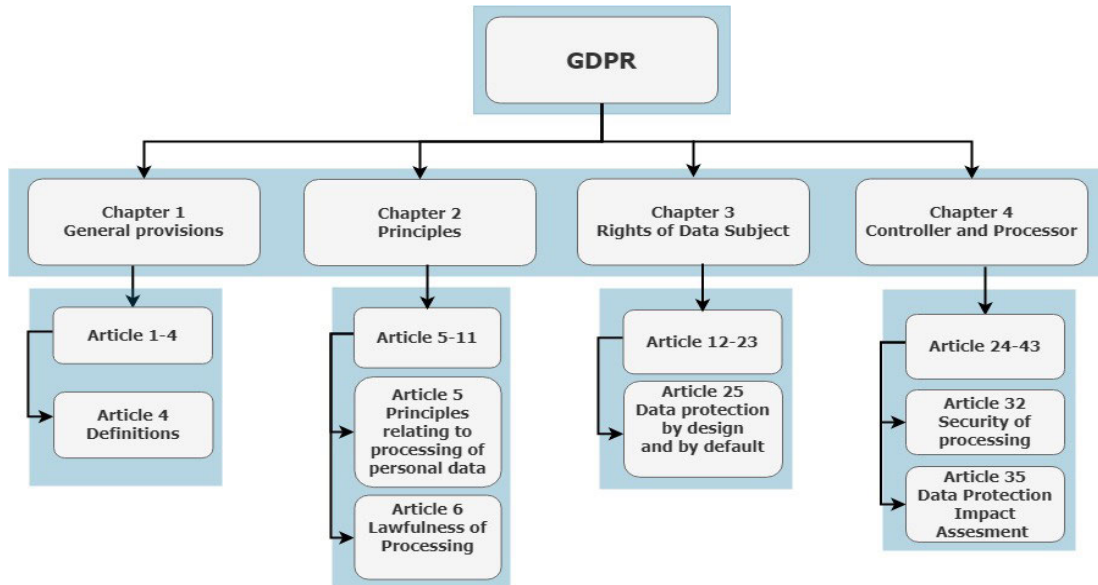 GDPR
Chapter 1
General provisions
Chapter 2
Principles
Chapter 3
Rights of Data Subject
Chapter 4
Controller and Processor
Article 1-4
Article 4
Definitions
Article 5-11
Article 5
Principles
relating to
processing of
personal data
Article 6
Lawfulness of
Processing
Article 12-23
Article 25
Data protection
by design
and by default
Article 24-43
Article 32
Security of
processing
Article 35
Data Protection
Impact
Assesment